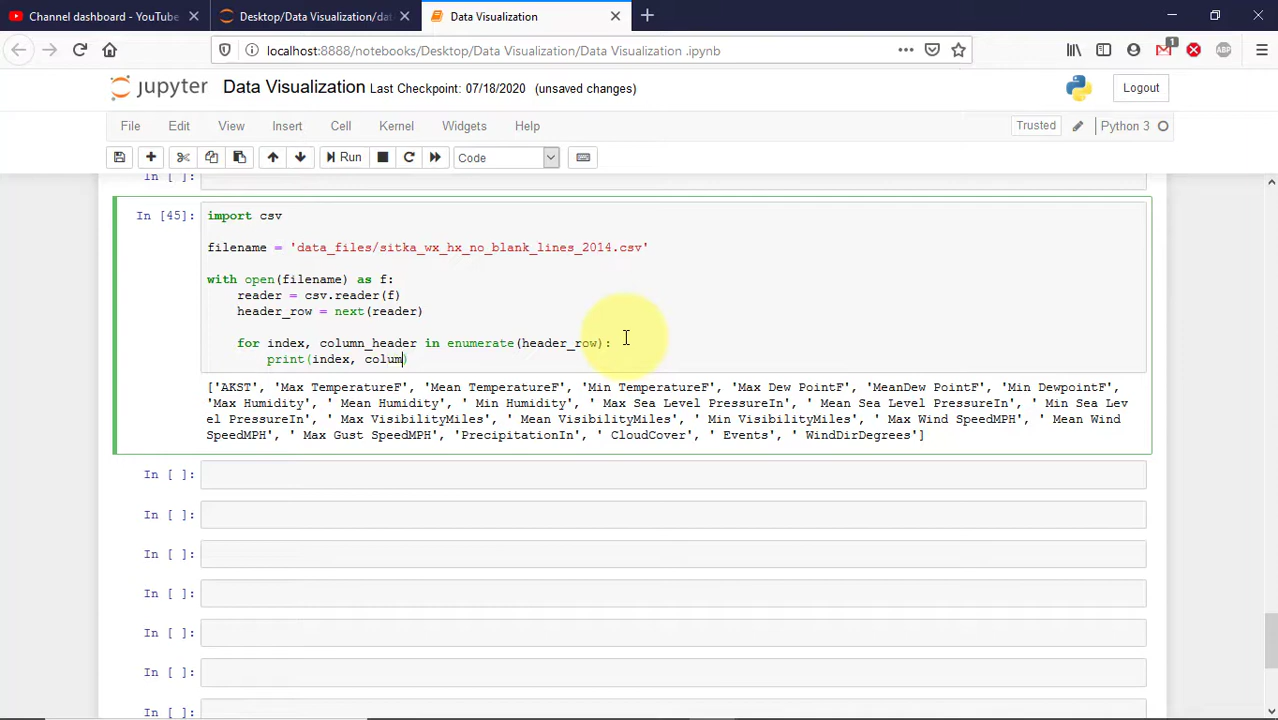 Channel dashboard - YouTube
Desktop/Data Visualization/dat
Data Visualization
localhost:8888/notebooks/Desktop/Data Visualization/Data Visualization .ipynb
1
ABP
jupyter Data Visualization Last Checkpoint: 07/18/2020 (unsaved changes)
Logout
File Edit View Insert Cell Kernel Widgets Help
Trusted
Python 3
Run
Code
In [ ]:
In [45]:
import csv
filename = 'data_files/sitka_wx_hx_no_blank_lines_2014.csv'
with open(filename) as f:
reader = csv.reader(f)
header_row = next(reader)
for index, column_header in enumerate(header_row):
print(index, colum)
['AKST', 'Max TemperatureF', 'Mean TemperatureF', 'Min TemperatureF', 'Max Dew PointF', 'MeanDew PointF', 'Min DewpointF',
'Max Humidity', ' Mean Humidity', ' Min Humidity', ' Max Sea Level PressureIn', ' Mean Sea Level PressureIn', ' Min Sea Lev
el PressureIn', ' Max VisibilityMiles', ' Mean VisibilityMiles', ' Min VisibilityMiles', ' Max Wind SpeedMPH', ' Mean Wind
SpeedMPH', ' Max Gust SpeedMPH', 'PrecipitationIn', ' CloudCover', ' Events', ' WindDirDegrees']
In [ ]:
In [ ]:
In [ ]:
In [ ]:
In [ ]:
In [ ]:
In [ ]: